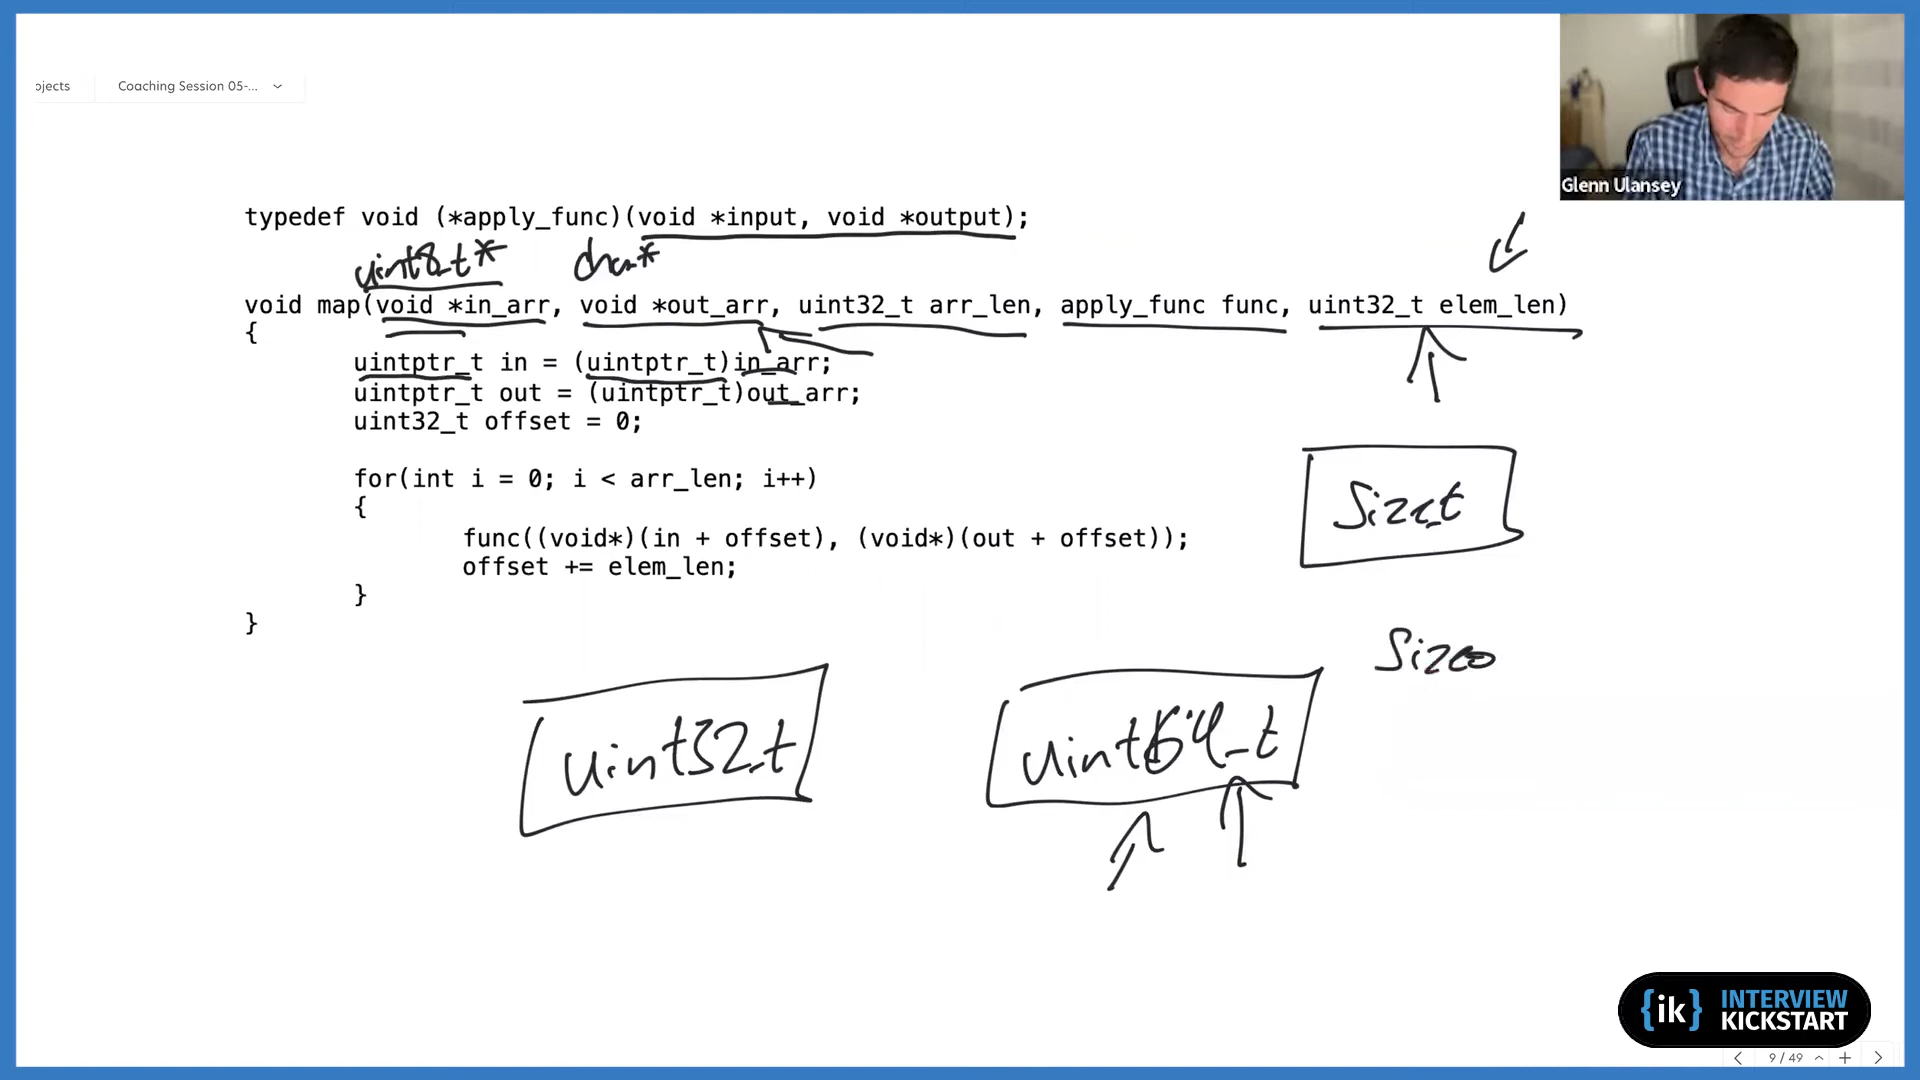 ojects Coaching Session 05-...
Glenn Ulansey
typedef void (*apply_func)(void *input, void *output);
uint8_t* char*
void map(void *in_arr, void *out_arr, uint32_t arr_len, apply_func func, uint32_t elem_len)
{
uintptr_t in = (uintptr_t)in_arr;
uintptr_t out = (uintptr_t)out_arr;
uint32_t offset = 0;
for(int i = 0; i < arr_len; i++)
{
func((void*)(in + offset), (void*)(out + offset));
offset += elem_len;
}
}
Size_t
Sizeo
uint32_t uint64_t
{ik} INTERVIEW
KICKSTART
9 / 49